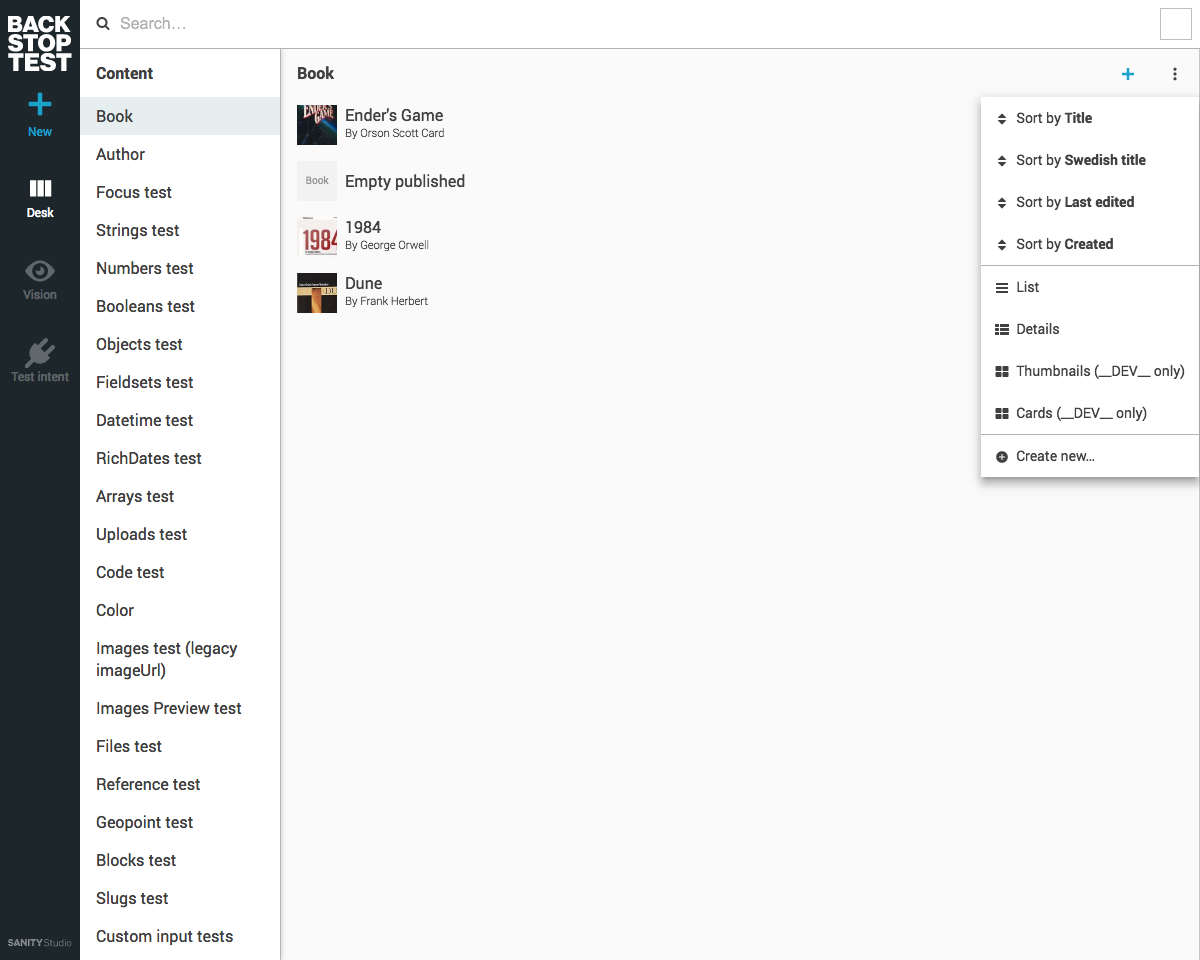 BACK
STOP
TEST
New
Desk
Vision
Test intent
SANITY Studio
Search…
Content
Book
Author
Focus test
Strings test
Numbers test
Booleans test
Objects test
Fieldsets test
Datetime test
RichDates test
Arrays test
Uploads test
Code test
Color
Images test (legacy
imageUrl)
Images Preview test
Files test
Reference test
Geopoint test
Blocks test
Slugs test
Custom input tests
Book
ENDER'S
GAME
Ender's Game
By Orson Scott Card
Book
Empty published
1984
1984
By George Orwell
DU
Dune
By Frank Herbert
Sort by Title
Sort by Swedish title
Sort by Last edited
Sort by Created
List
Details
Thumbnails (__DEV__ only)
Cards (__DEV__ only)
Create new...